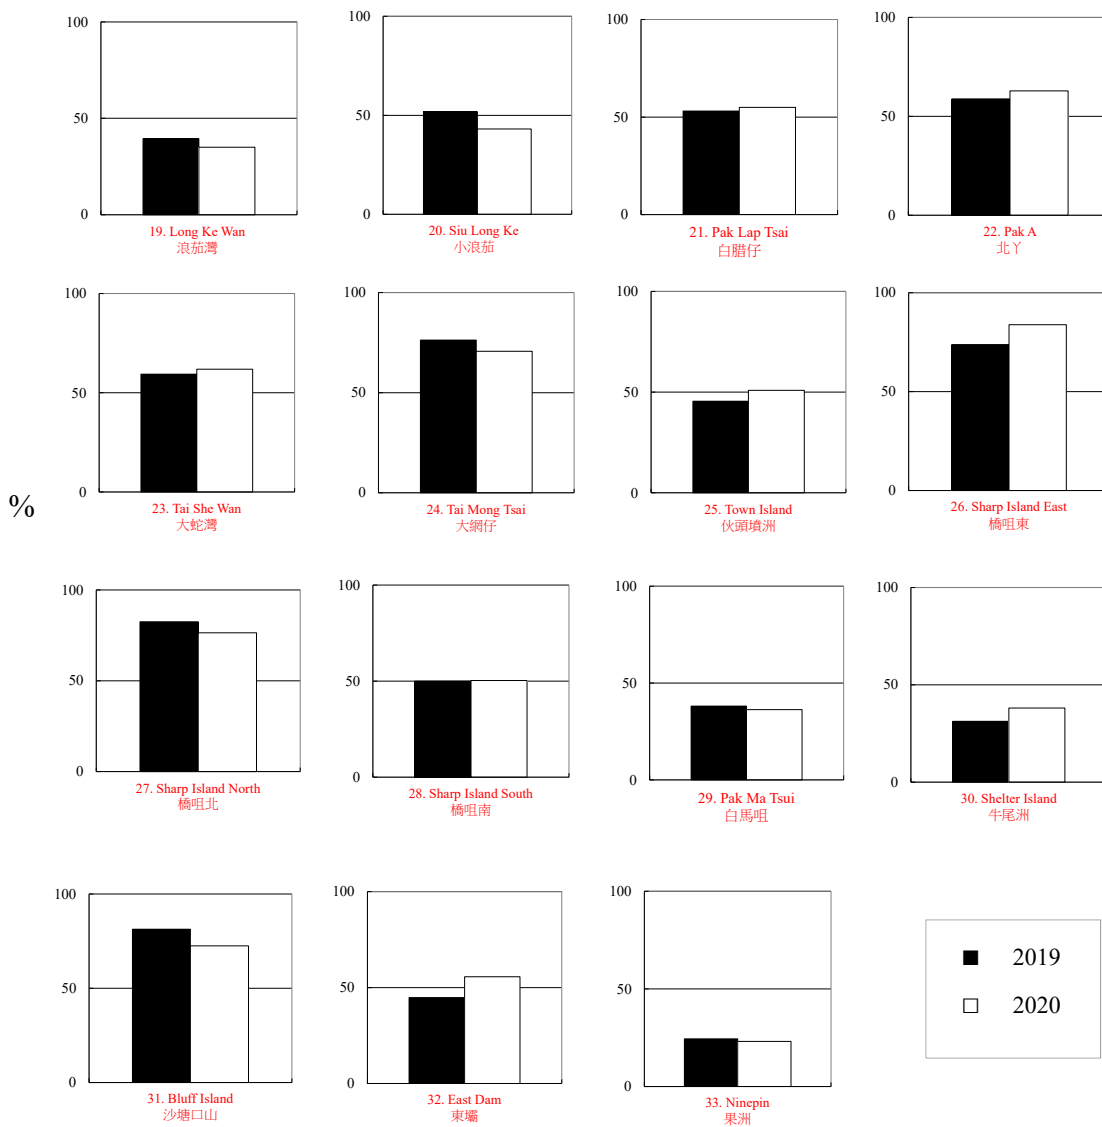 100
50
0
19. Long Ke Wan
浪茄灣
100
50
0
20. Siu Long Ke
小浪茄
100
50
0
21. Pak Lap Tsai
白腊仔
100
50
0
22. Pak A
北丫
100
50
0
23. Tai She Wan
大蛇灣
100
50
0
24. Tai Mong Tsai
大網仔
100
50
0
25. Town Island
伙頭墳洲
100
50
0
26. Sharp Island East
橋咀東
%
100
50
0
27. Sharp Island North
橋咀北
100
50
0
28. Sharp Island South
橋咀南
100
50
0
29. Pak Ma Tsui
白馬咀
100
50
0
30. Shelter Island
牛尾洲
100
50
0
31. Bluff Island
沙塘口山
100
50
0
32. East Dam
東壩
100
50
0
33. Ninepin
果洲
2019
2020